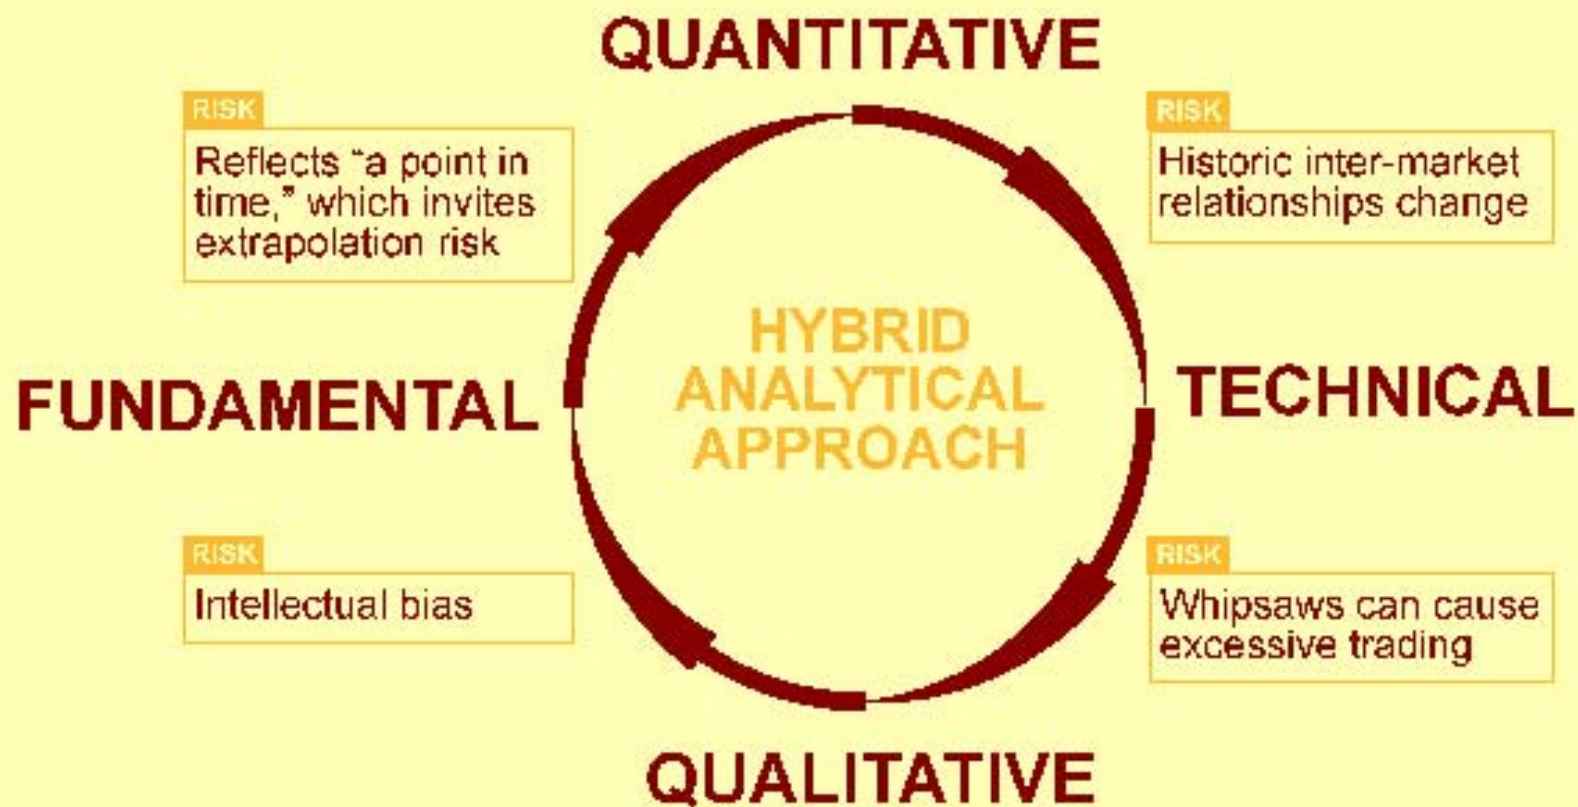 QUANTITATIVE
RISK
Reflects “a point in
time,” which invites
extrapolation risk
RISK
Historic inter-market
relationships change
HYBRID
ANALYTICAL
APPROACH
FUNDAMENTAL
TECHNICAL
RISK
Intellectual bias
RISK
Whipsaws can cause
excessive trading
QUALITATIVE